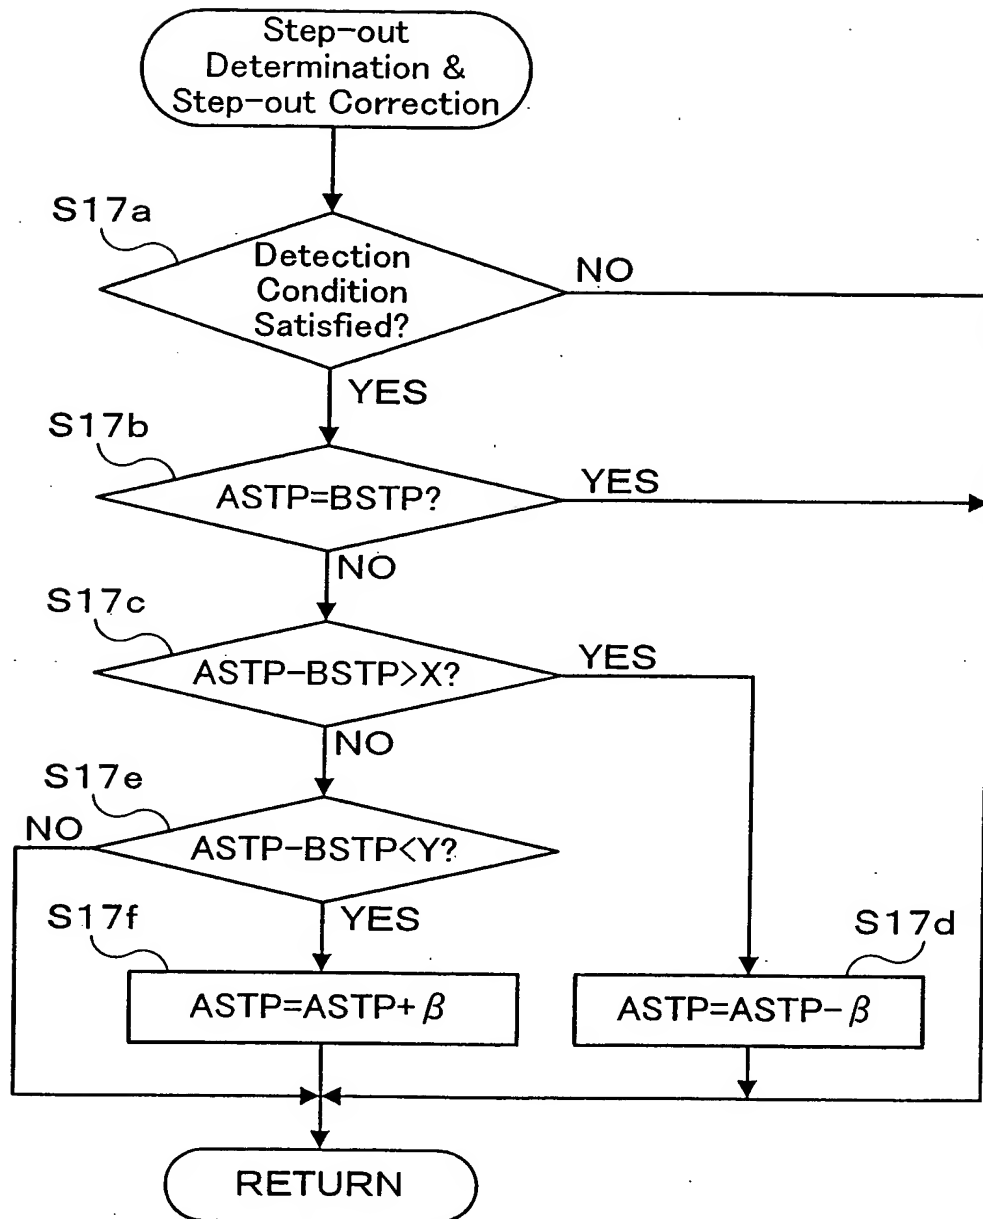 Step-out
Determination &
Step-out Correction
S17a
Detection
Condition
Satisfied?
NO
YES
S17b
ASTP=BSTP?
YES
NO
S17c
ASTP-BSTP>X?
YES
NO
S17e
NO
ASTP-BSTP<Y?
YES
S17f
ASTP=ASTP+β
S17d
ASTP=ASTP-β
RETURN